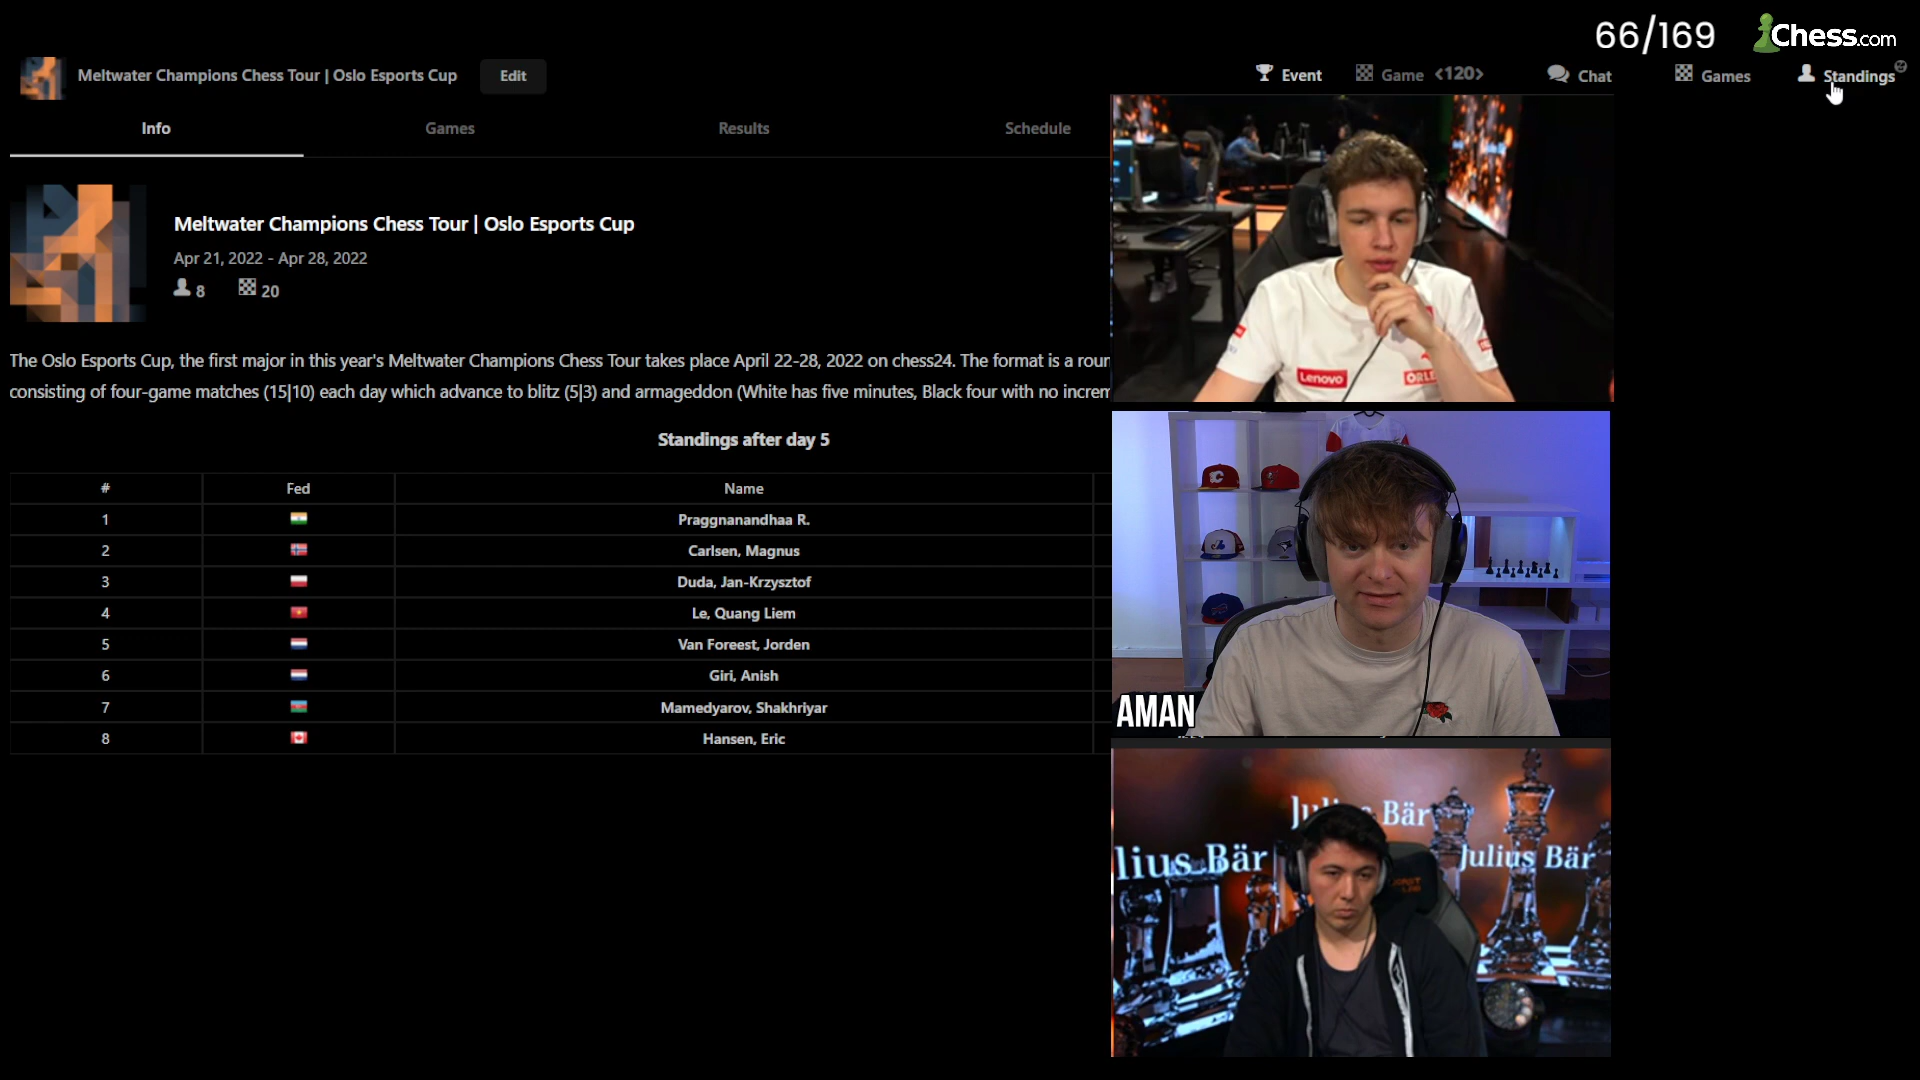 66/169
Chess.com
Meltwater Champions Chess Tour | Oslo Esports Cup
Edit
Event
Game
<120>
Chat
Games
Standings
Info
Games
Results
Schedule
Meltwater Champions Chess Tour | Oslo Esports Cup
Apr 21, 2022 - Apr 28, 2022
8
20
The Oslo Esports Cup, the first major in this year's Meltwater Champions Chess Tour takes place April 22-28, 2022 on chess24. The format is a
consisting of four-game matches (15|10) each day which advance to blitz (5|3) and armageddon (White has five minutes, Black four with no
Standings after day 5
# Fed Name
1 Praggnanandhaa R.
2 Carlsen, Magnus
3 Duda, Jan-Krzysztof
4 Le, Quang Liem
5 Van Foreest, Jorden
6 Giri, Anish
7 Mamedyarov, Shakhriyar
8 Hansen, Eric
Lenovo
AMAN
Bär
Bär
Julius Bär